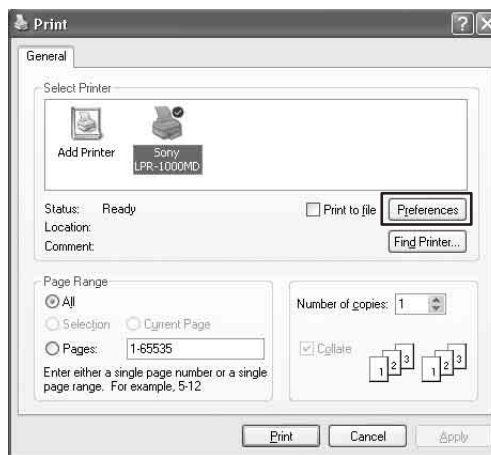 Print
General
Select Printer
Add Printer
Sony
LPR-1000MD
Status: Ready
Print to file
Preferences
Location:
Comment:
Find Printer...
Page Range
All
Selection
Current Page
Pages: 1-65535
Enter either a single page number or a single
page range. For example, 5-12
Number of copies: 1
Collate
1 2 3 1 2 3
Print
Cancel
Apply